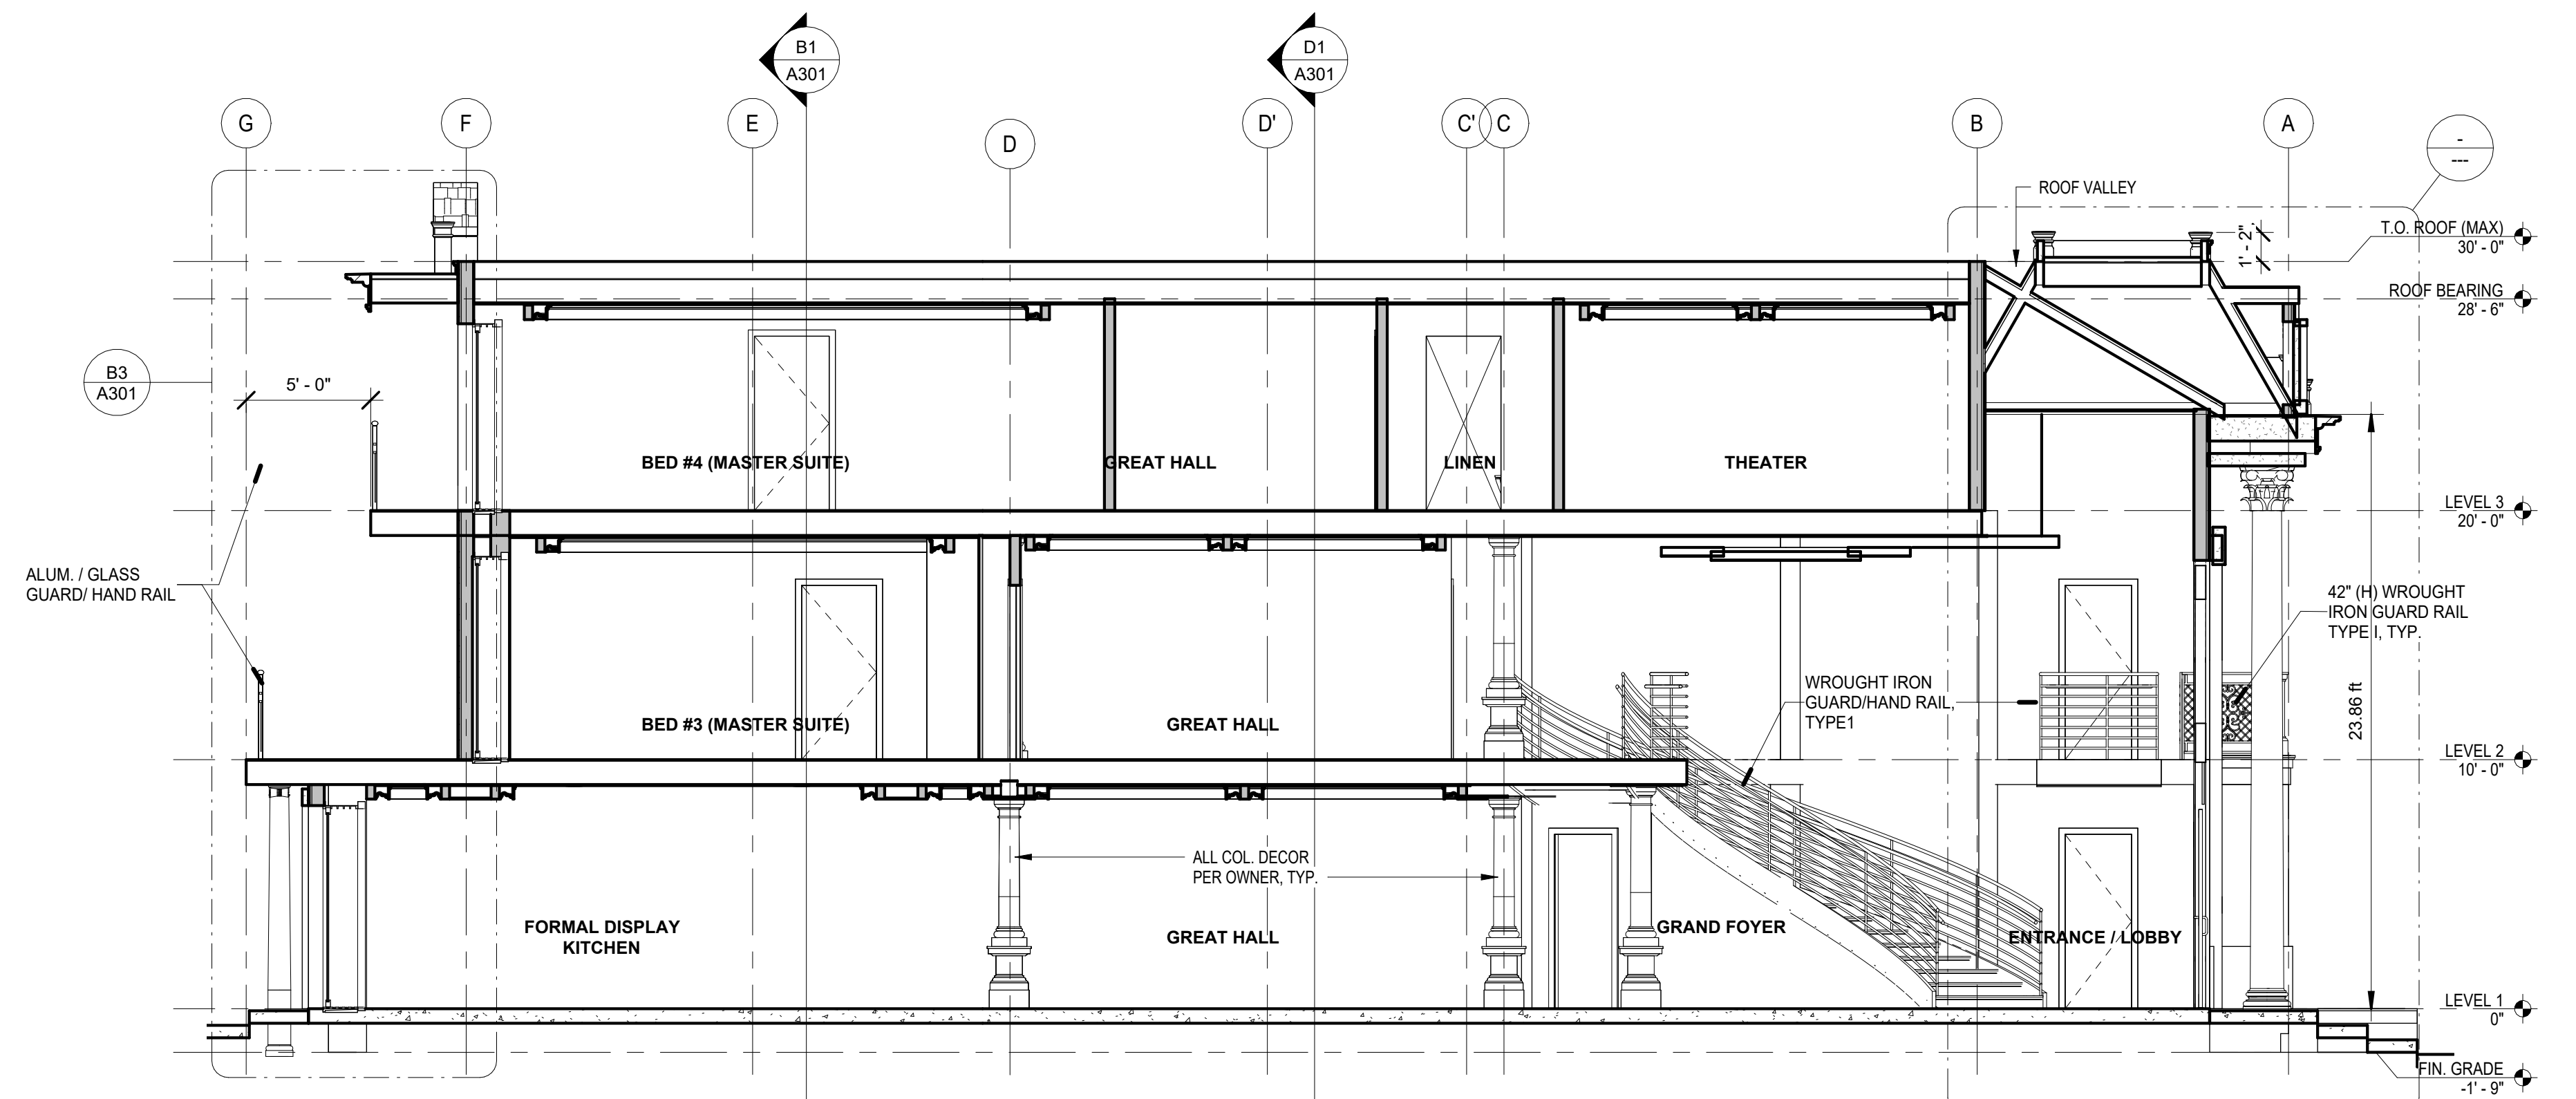 B1
A301
D1
A301
G
F
E
D
D'
C'
C
B
A
-
---
ROOF VALLEY
T.O. ROOF (MAX)
30' - 0"
1' - 2"
ROOF BEARING
28' - 6"
B3
A301
5' - 0"
BED #4 (MASTER SUITE)
GREAT HALL
LINEN
THEATER
LEVEL 3
20' - 0"
ALUM. / GLASS
GUARD/ HAND RAIL
42" (H) WROUGHT
IRON GUARD RAIL
TYPE I, TYP.
WROUGHT IRON
GUARD/HAND RAIL,
TYPE1
23.86 ft
BED #3 (MASTER SUITE)
GREAT HALL
LEVEL 2
10' - 0"
ALL COL. DECOR
PER OWNER, TYP.
FORMAL DISPLAY
KITCHEN
GREAT HALL
GRAND FOYER
ENTRANCE / LOBBY
LEVEL 1
0"
FIN. GRADE
-1' - 9"